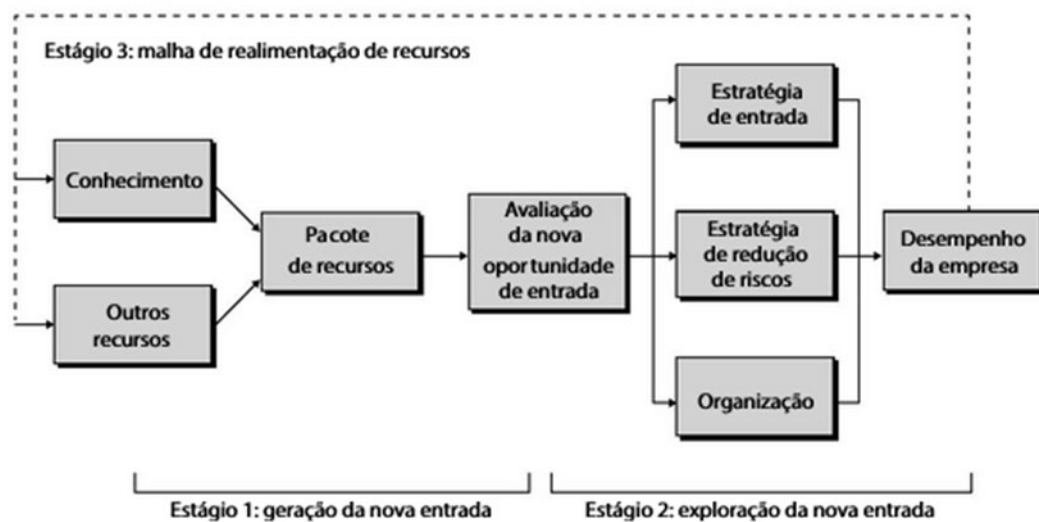 Estágio 3: malha de realimentação de recursos
Conhecimento
Outros
recursos
Pacote
de recursos
Avaliação
da nova
oportunidade
de entrada
Estratégia
de entrada
Estratégia
de redução
de riscos
Organização
Desempenho
da empresa
Estágio 1: geração da nova entrada
Estágio 2: exploração da nova entrada